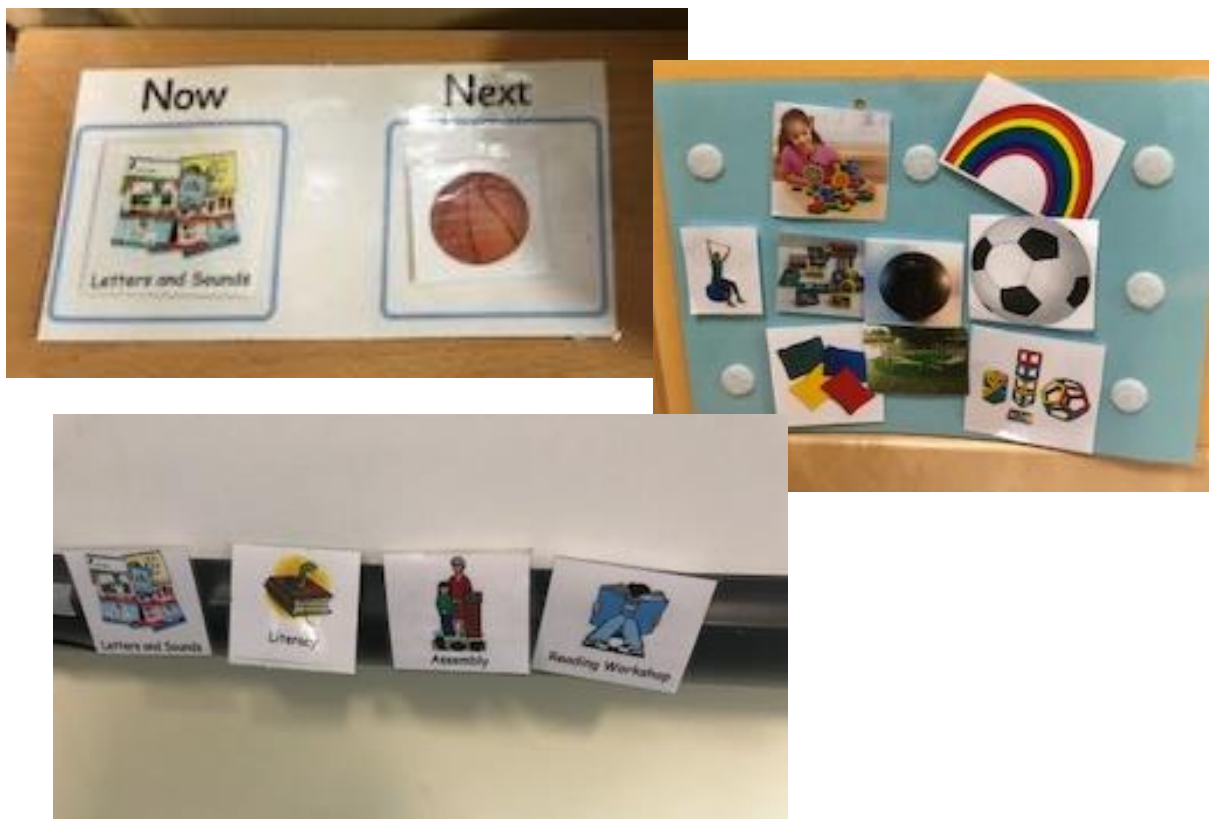 Now Next
Letters and Sounds
Letters and Sounds
Literacy
Assembly
Reading Workshop